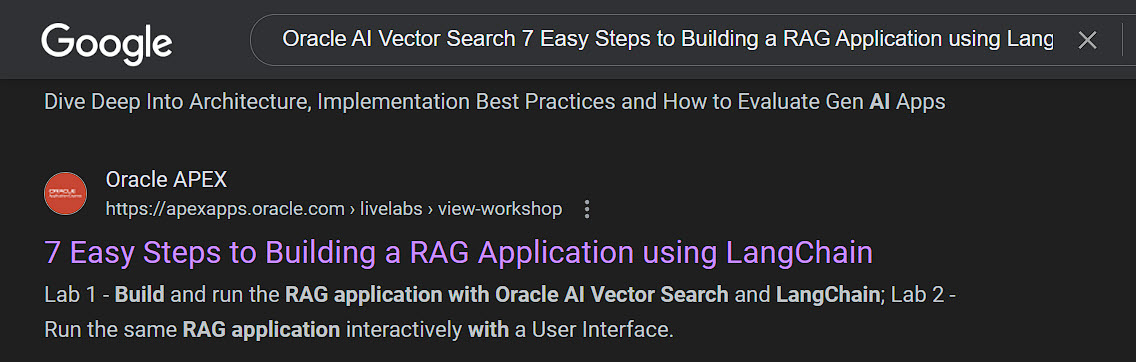 Google
Oracle AI Vector Search 7 Easy Steps to Building a RAG Application using Lang
Dive Deep Into Architecture, Implementation Best Practices and How to Evaluate Gen AI Apps
Oracle APEX
https://apexapps.oracle.com › livelabs › view-workshop
7 Easy Steps to Building a RAG Application using LangChain
Lab 1 - Build and run the RAG application with Oracle AI Vector Search and LangChain; Lab 2 -
Run the same RAG application interactively with a User Interface.